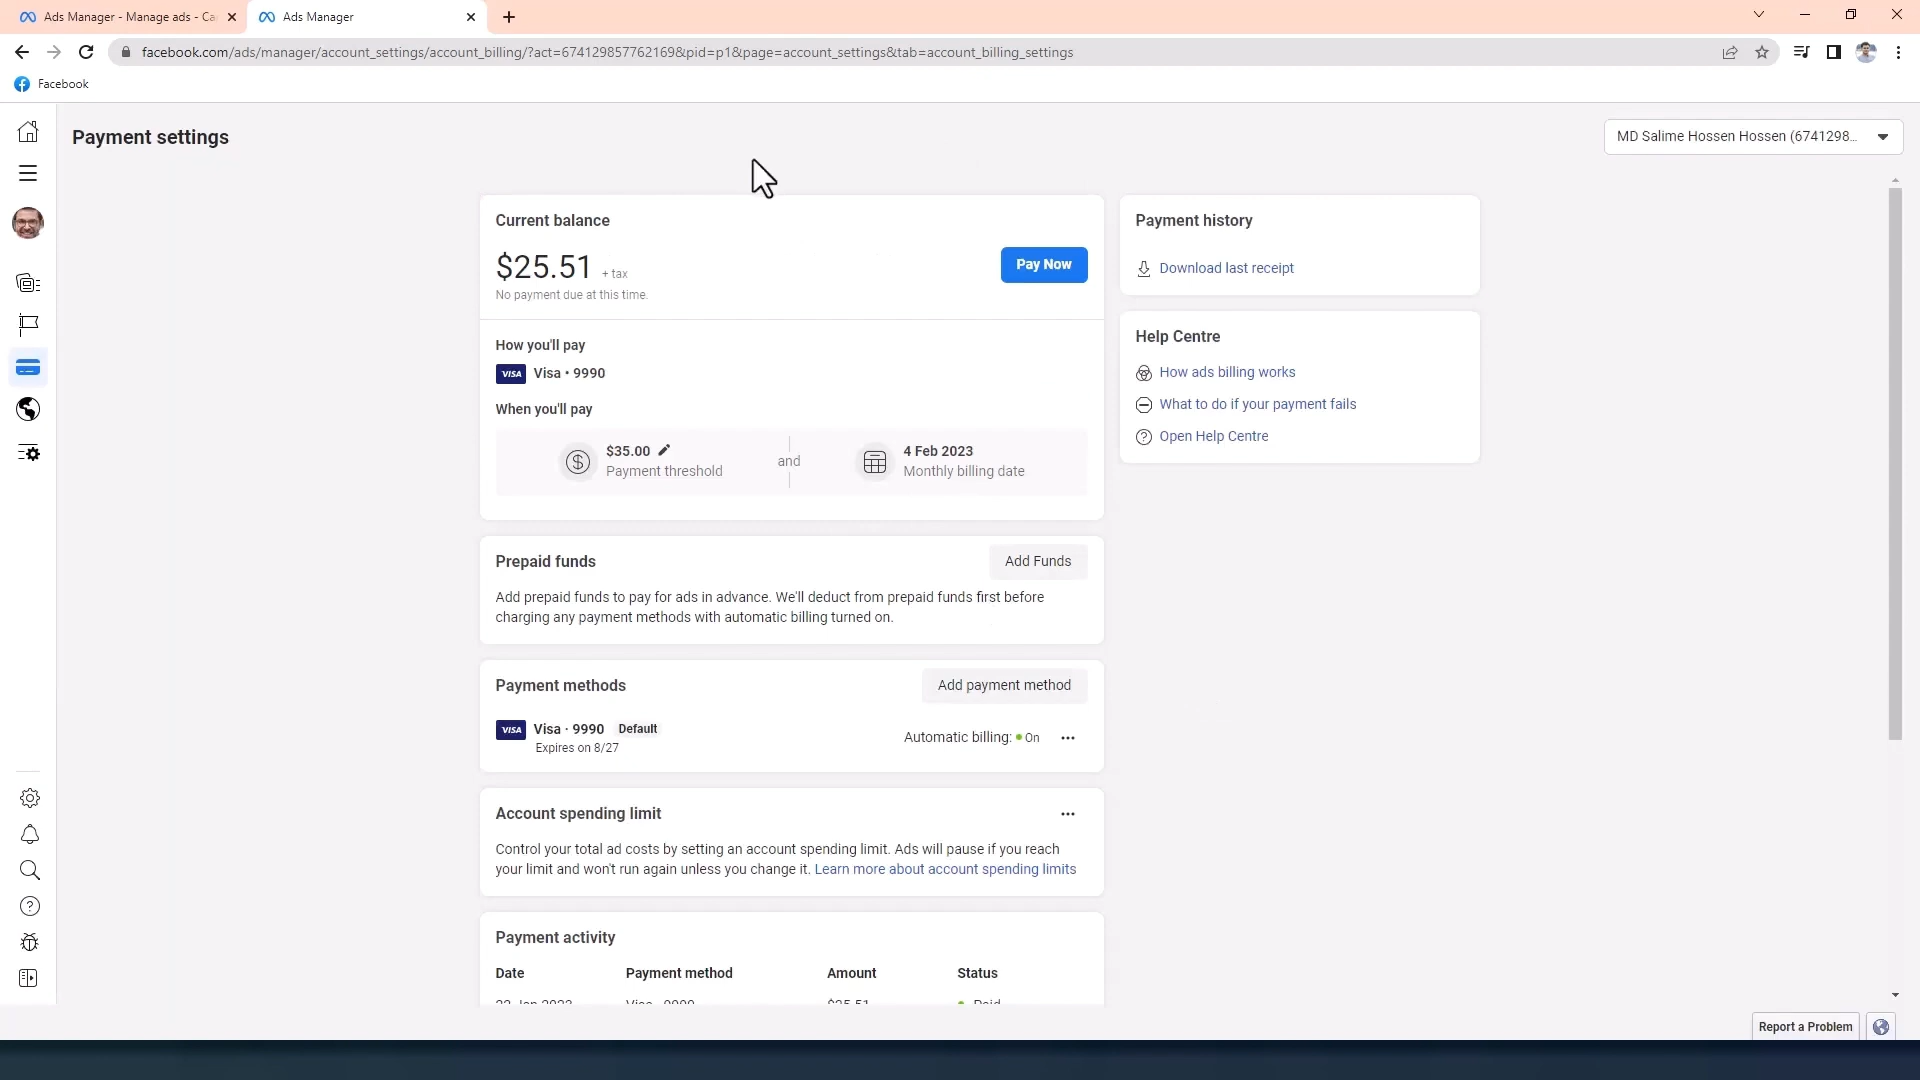 Ads Manager - Manage ads - Ca
Ads Manager
facebook.com/ads/manager/account_settings/account_billing/?act=674129857762169&pid=p1&page=account_settings&tab=account_billing_settings
Facebook
Payment settings
MD Salime Hossen Hossen (6741298...
Current balance
$25.51 + tax
Pay Now
No payment due at this time.
How you'll pay
VISA Visa • 9990
When you'll pay
$35.00
Payment threshold
and
4 Feb 2023
Monthly billing date
Payment history
Download last receipt
Help Centre
How ads billing works
What to do if your payment fails
Open Help Centre
Prepaid funds
Add Funds
Add prepaid funds to pay for ads in advance. We'll deduct from prepaid funds first before
charging any payment methods with automatic billing turned on.
Payment methods
Add payment method
VISA Visa · 9990 Default
Expires on 8/27
Automatic billing: On
Account spending limit
Control your total ad costs by setting an account spending limit. Ads will pause if you reach
your limit and won't run again unless you change it. Learn more about account spending limits
Payment activity
Date Payment method Amount Status
Report a Problem